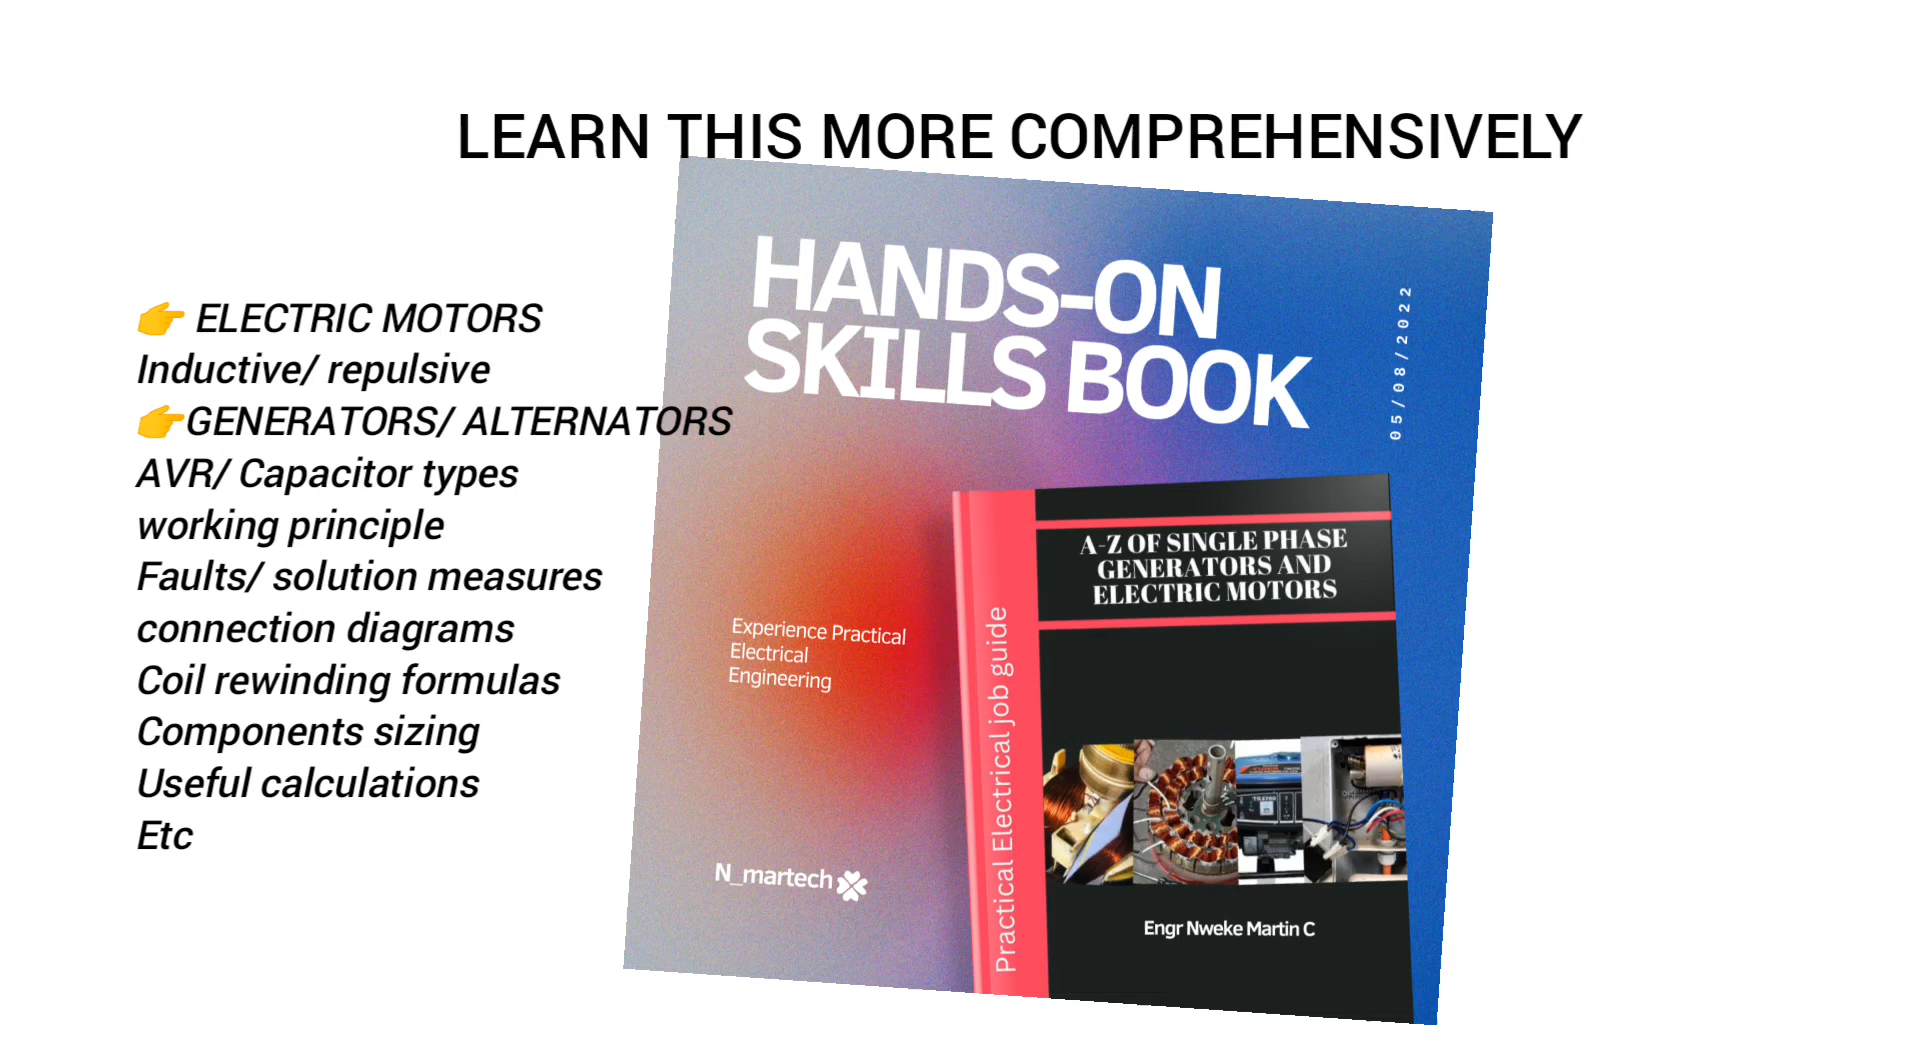 LEARN THIS MORE COMPREHENSIVELY
👉 ELECTRIC MOTORS
Inductive/ repulsive
👉GENERATORS/ ALTERNATORS
AVR/ Capacitor types
working principle
Faults/ solution measures
connection diagrams
Coil rewinding formulas
Components sizing
Useful calculations
Etc
HANDS-ON
SKILLS BOOK
05/08/2022
Experience Practical
Electrical
Engineering
N_martech
Practical Electrical job guide
A-Z OF SINGLE PHASE
GENERATORS AND
ELECTRIC MOTORS
Engr Nweke Martin C